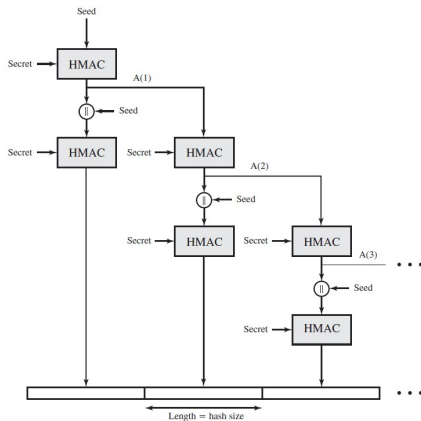 Seed
Secret
HMAC
A(1)
||
Seed
Secret
HMAC
Secret
HMAC
A(2)
||
Seed
Secret
HMAC
Secret
HMAC
A(3)
• • •
||
Seed
Secret
HMAC
• • •
Length = hash size